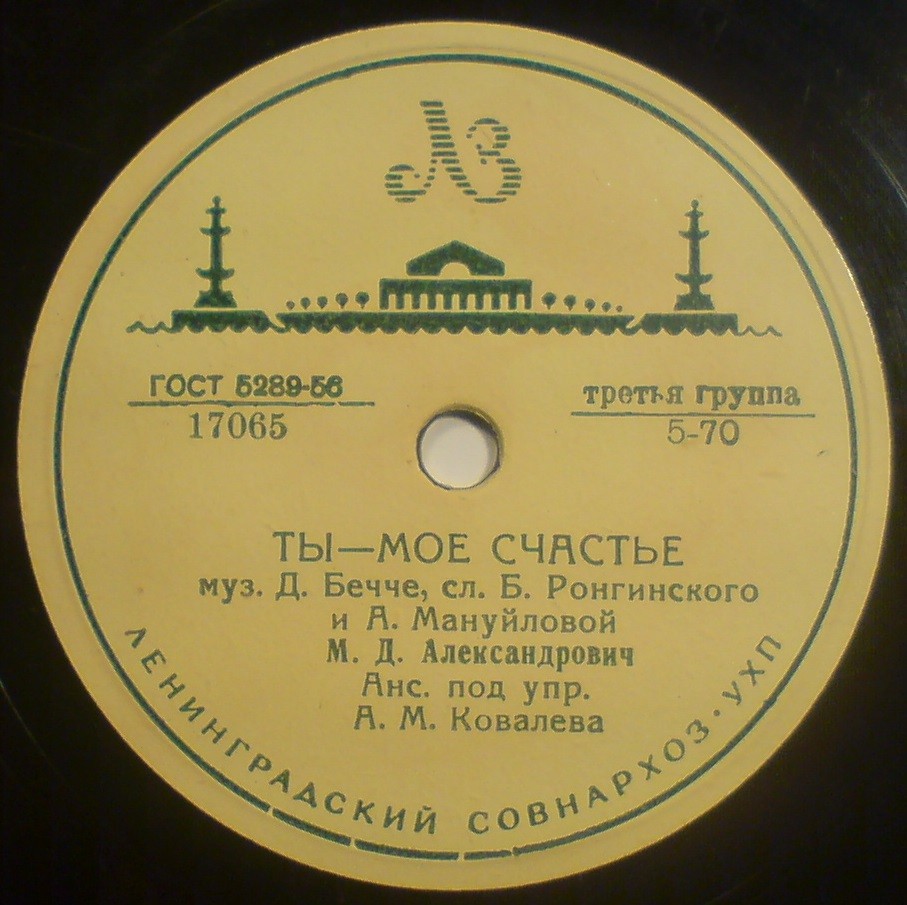 ЛЗ
ГОСТ 5289-56
17065
третья группа
5-70
ТЫ—МОЕ СЧАСТЬЕ
муз. Д. Бечче, сл. Б. Ронгинского
и А. Мануйловой
М. Д. Александрович
Анс. под упр.
А. М. Ковалева
ЛЕНИНГРАДСКИЙ СОВНАРХОЗ · УХП